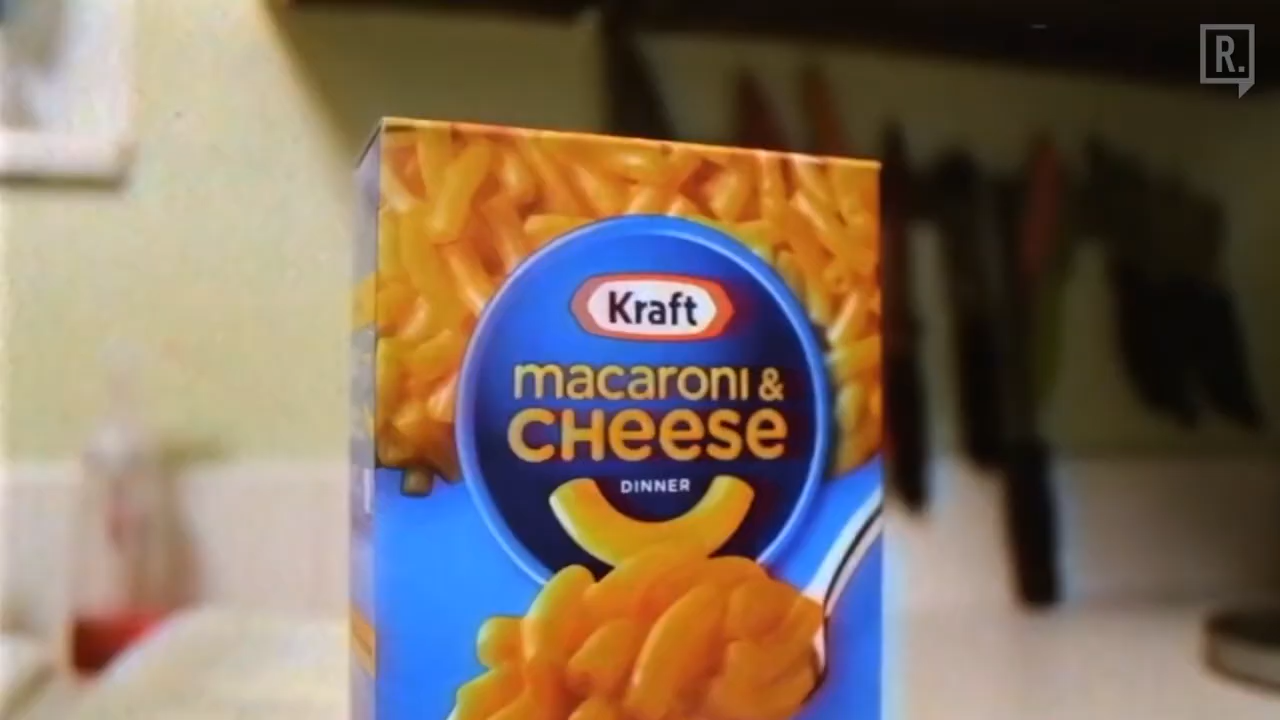 R.
Kraft
macaroni &
CHeese
DINNER